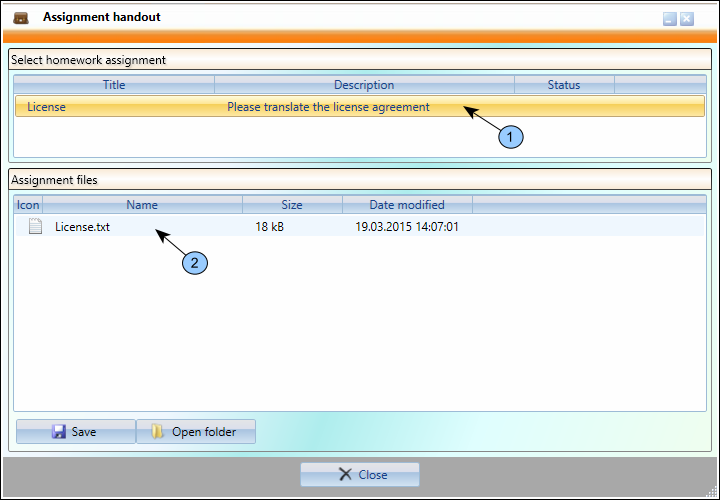 Assignment handout
Select homework assignment
Title Description Status
License Please translate the license agreement
1
Assignment files
Icon Name Size Date modified
License.txt 18 kB 19.03.2015 14:07:01
2
Save Open folder
Close